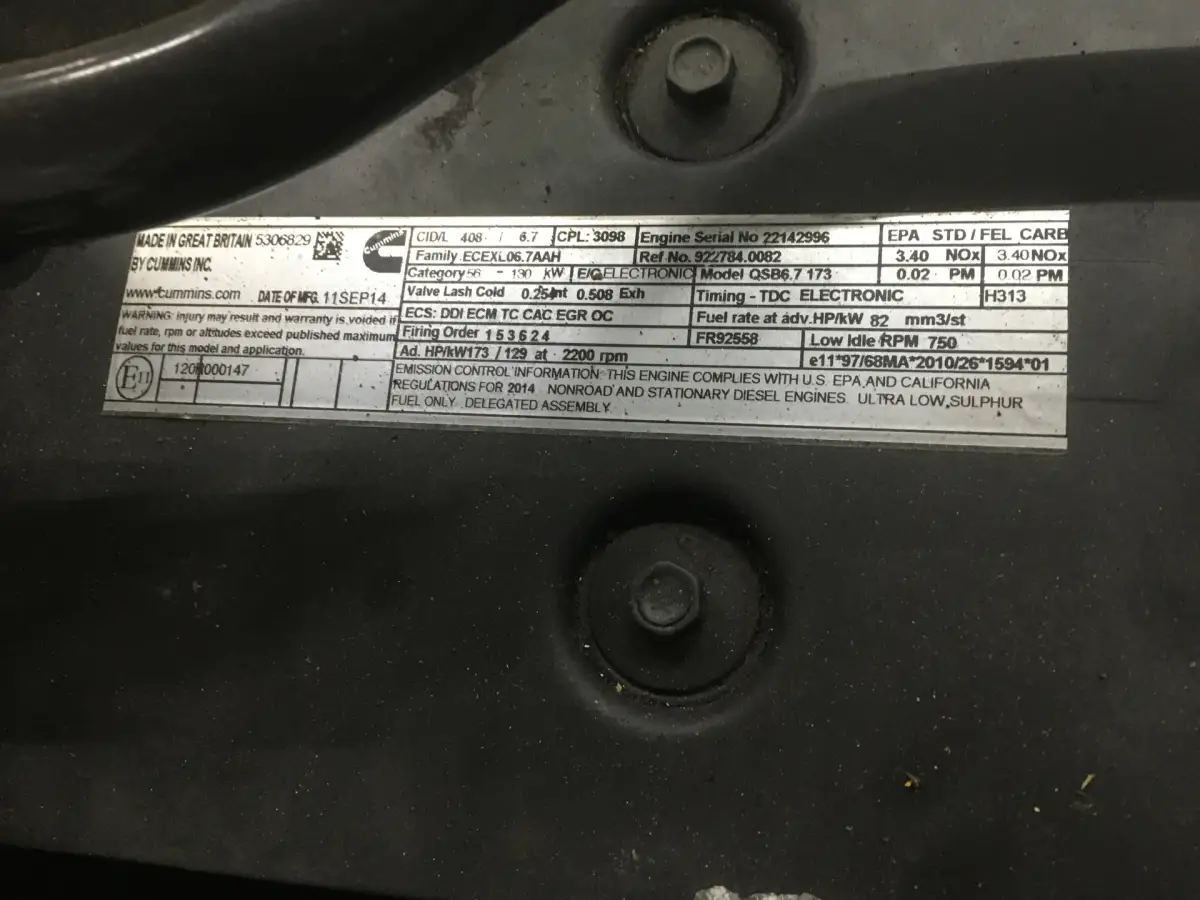 MADE IN GREAT BRITAIN 5306829
BY CUMMINS INC.
Cummins
www.cummins.com DATE OF MFG. 11SEP14
WARNING: injury may result and warranty is voided if
fuel rate, rpm or altitudes exceed published maximum
values for this model and application.
E11
CID/L 408 / 6.7 CPL: 3098 Engine Serial No 22142996 EPA STD / FEL CARB
Family ECEXL06.7AAH Ref No. 922784.0082 3.40 NOx 3.40 NOx
Category 56 - 130 kW E/C ELECTRONIC Model QSB6.7 173 0.02 PM 0.02 PM
Valve Lash Cold 0.254 Int 0.508 Exh Timing - TDC ELECTRONIC H313
ECS: DDI ECM TC CAC EGR OC Fuel rate at adv.HP/kW 82 mm3/st
Firing Order 1 5 3 6 2 4 FR92558 Low Idle RPM 750
Ad. HP/kW173 / 129 at 2200 rpm e11*97/68MA*2010/26*1594*01
EMISSION CONTROL INFORMATION THIS ENGINE COMPLIES WITH U.S. EPA AND CALIFORNIA
REGULATIONS FOR 2014 NONROAD AND STATIONARY DIESEL ENGINES. ULTRA LOW SULPHUR
FUEL ONLY. DELEGATED ASSEMBLY.